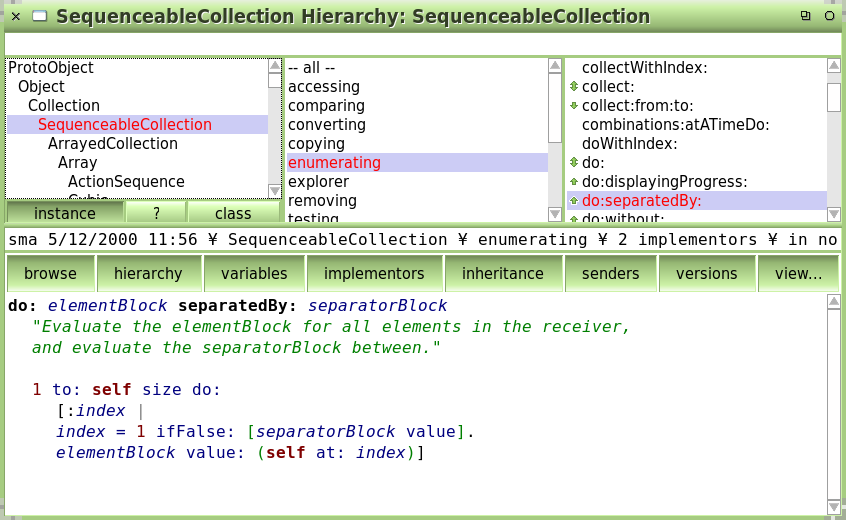 SequenceableCollection Hierarchy: SequenceableCollection
ProtoObject
Object
Collection
SequenceableCollection
ArrayedCollection
Array
ActionSequence
Cubic
-- all --
accessing
comparing
converting
copying
enumerating
explorer
removing
testing
collectWithIndex:
collect:
collect:from:to:
combinations:atATimeDo:
doWithIndex:
do:
do:displayingProgress:
do:separatedBy:
do:without:
instance ? class
sma 5/12/2000 11:56 ¥ SequenceableCollection ¥ enumerating ¥ 2 implementors ¥ in no
browse hierarchy variables implementors inheritance senders versions view...
do: elementBlock separatedBy: separatorBlock
"Evaluate the elementBlock for all elements in the receiver,
and evaluate the separatorBlock between."
1 to: self size do:
[:index |
index = 1 ifFalse: [separatorBlock value].
elementBlock value: (self at: index)]